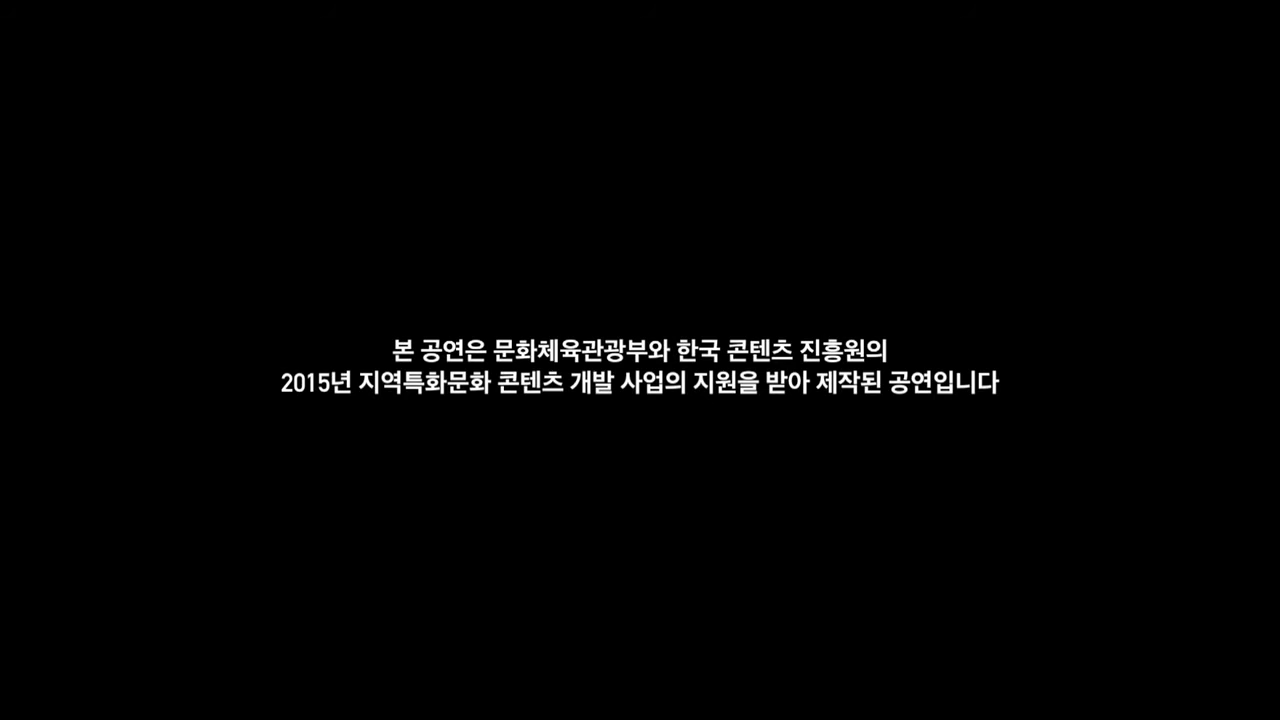 본 공연은 문화체육관광부와 한국 콘텐츠 진흥원의
2015년 지역특화문화 콘텐츠 개발 사업의 지원을 받아 제작된 공연입니다